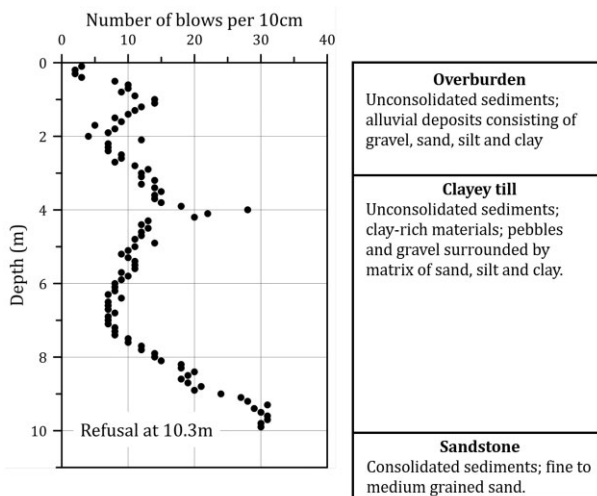 Number of blows per 10cm
0 10 20 30 40
Depth (m)
0
2
4
6
8
10
Refusal at 10.3m
Overburden
Unconsolidated sediments;
alluvial deposits consisting of
gravel, sand, silt and clay
Clayey till
Unconsolidated sediments;
clay-rich materials; pebbles
and gravel surrounded by
matrix of sand, silt and clay.
Sandstone
Consolidated sediments; fine to
medium grained sand.